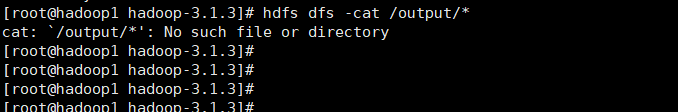 [root@hadoop1 hadoop-3.1.3]# hdfs dfs -cat /output/*
cat: `/output/*': No such file or directory
[root@hadoop1 hadoop-3.1.3]#
[root@hadoop1 hadoop-3.1.3]#
[root@hadoop1 hadoop-3.1.3]#
[root@hadoop1 hadoop-3.1.3]#